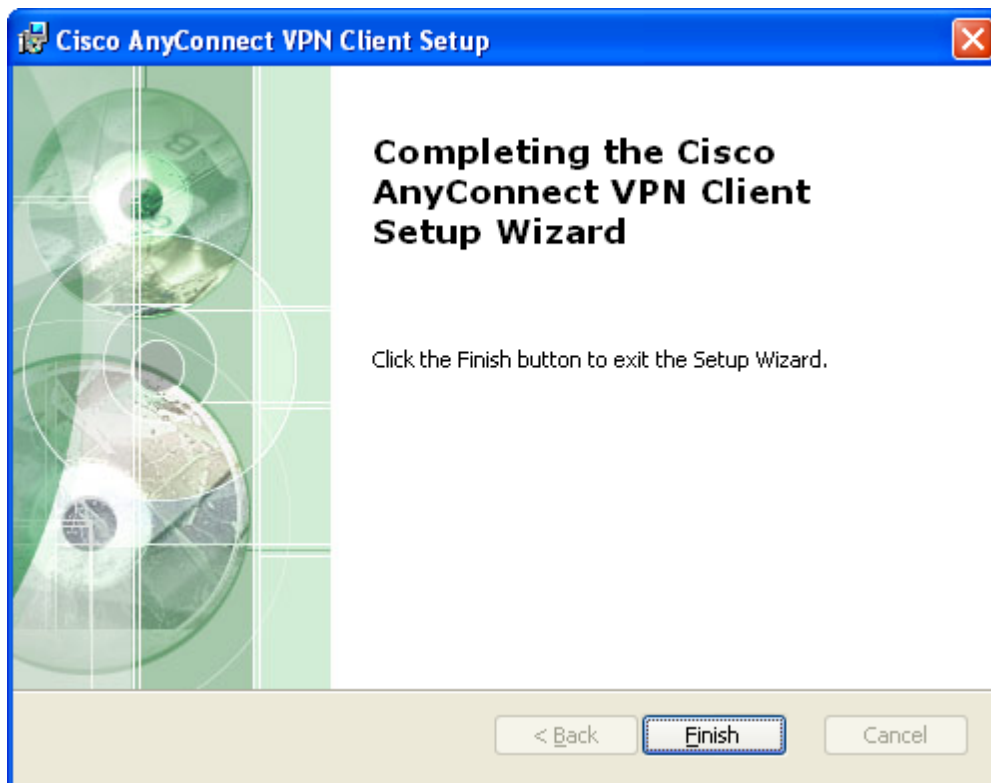 Cisco AnyConnect VPN Client Setup
Completing the Cisco
AnyConnect VPN Client
Setup Wizard
Click the Finish button to exit the Setup Wizard.
< Back
Finish
Cancel